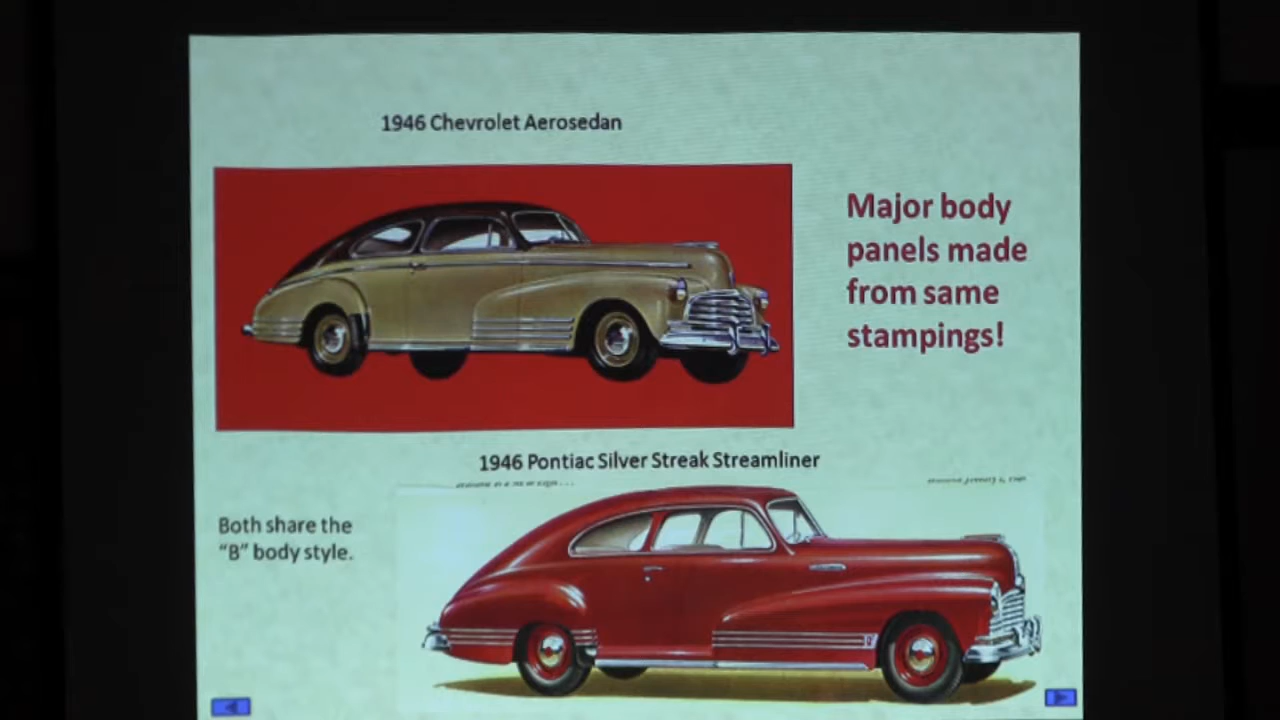 1946 Chevrolet Aerosedan
Major body
panels made
from same
stampings!
1946 Pontiac Silver Streak Streamliner
Both share the
"B" body style.